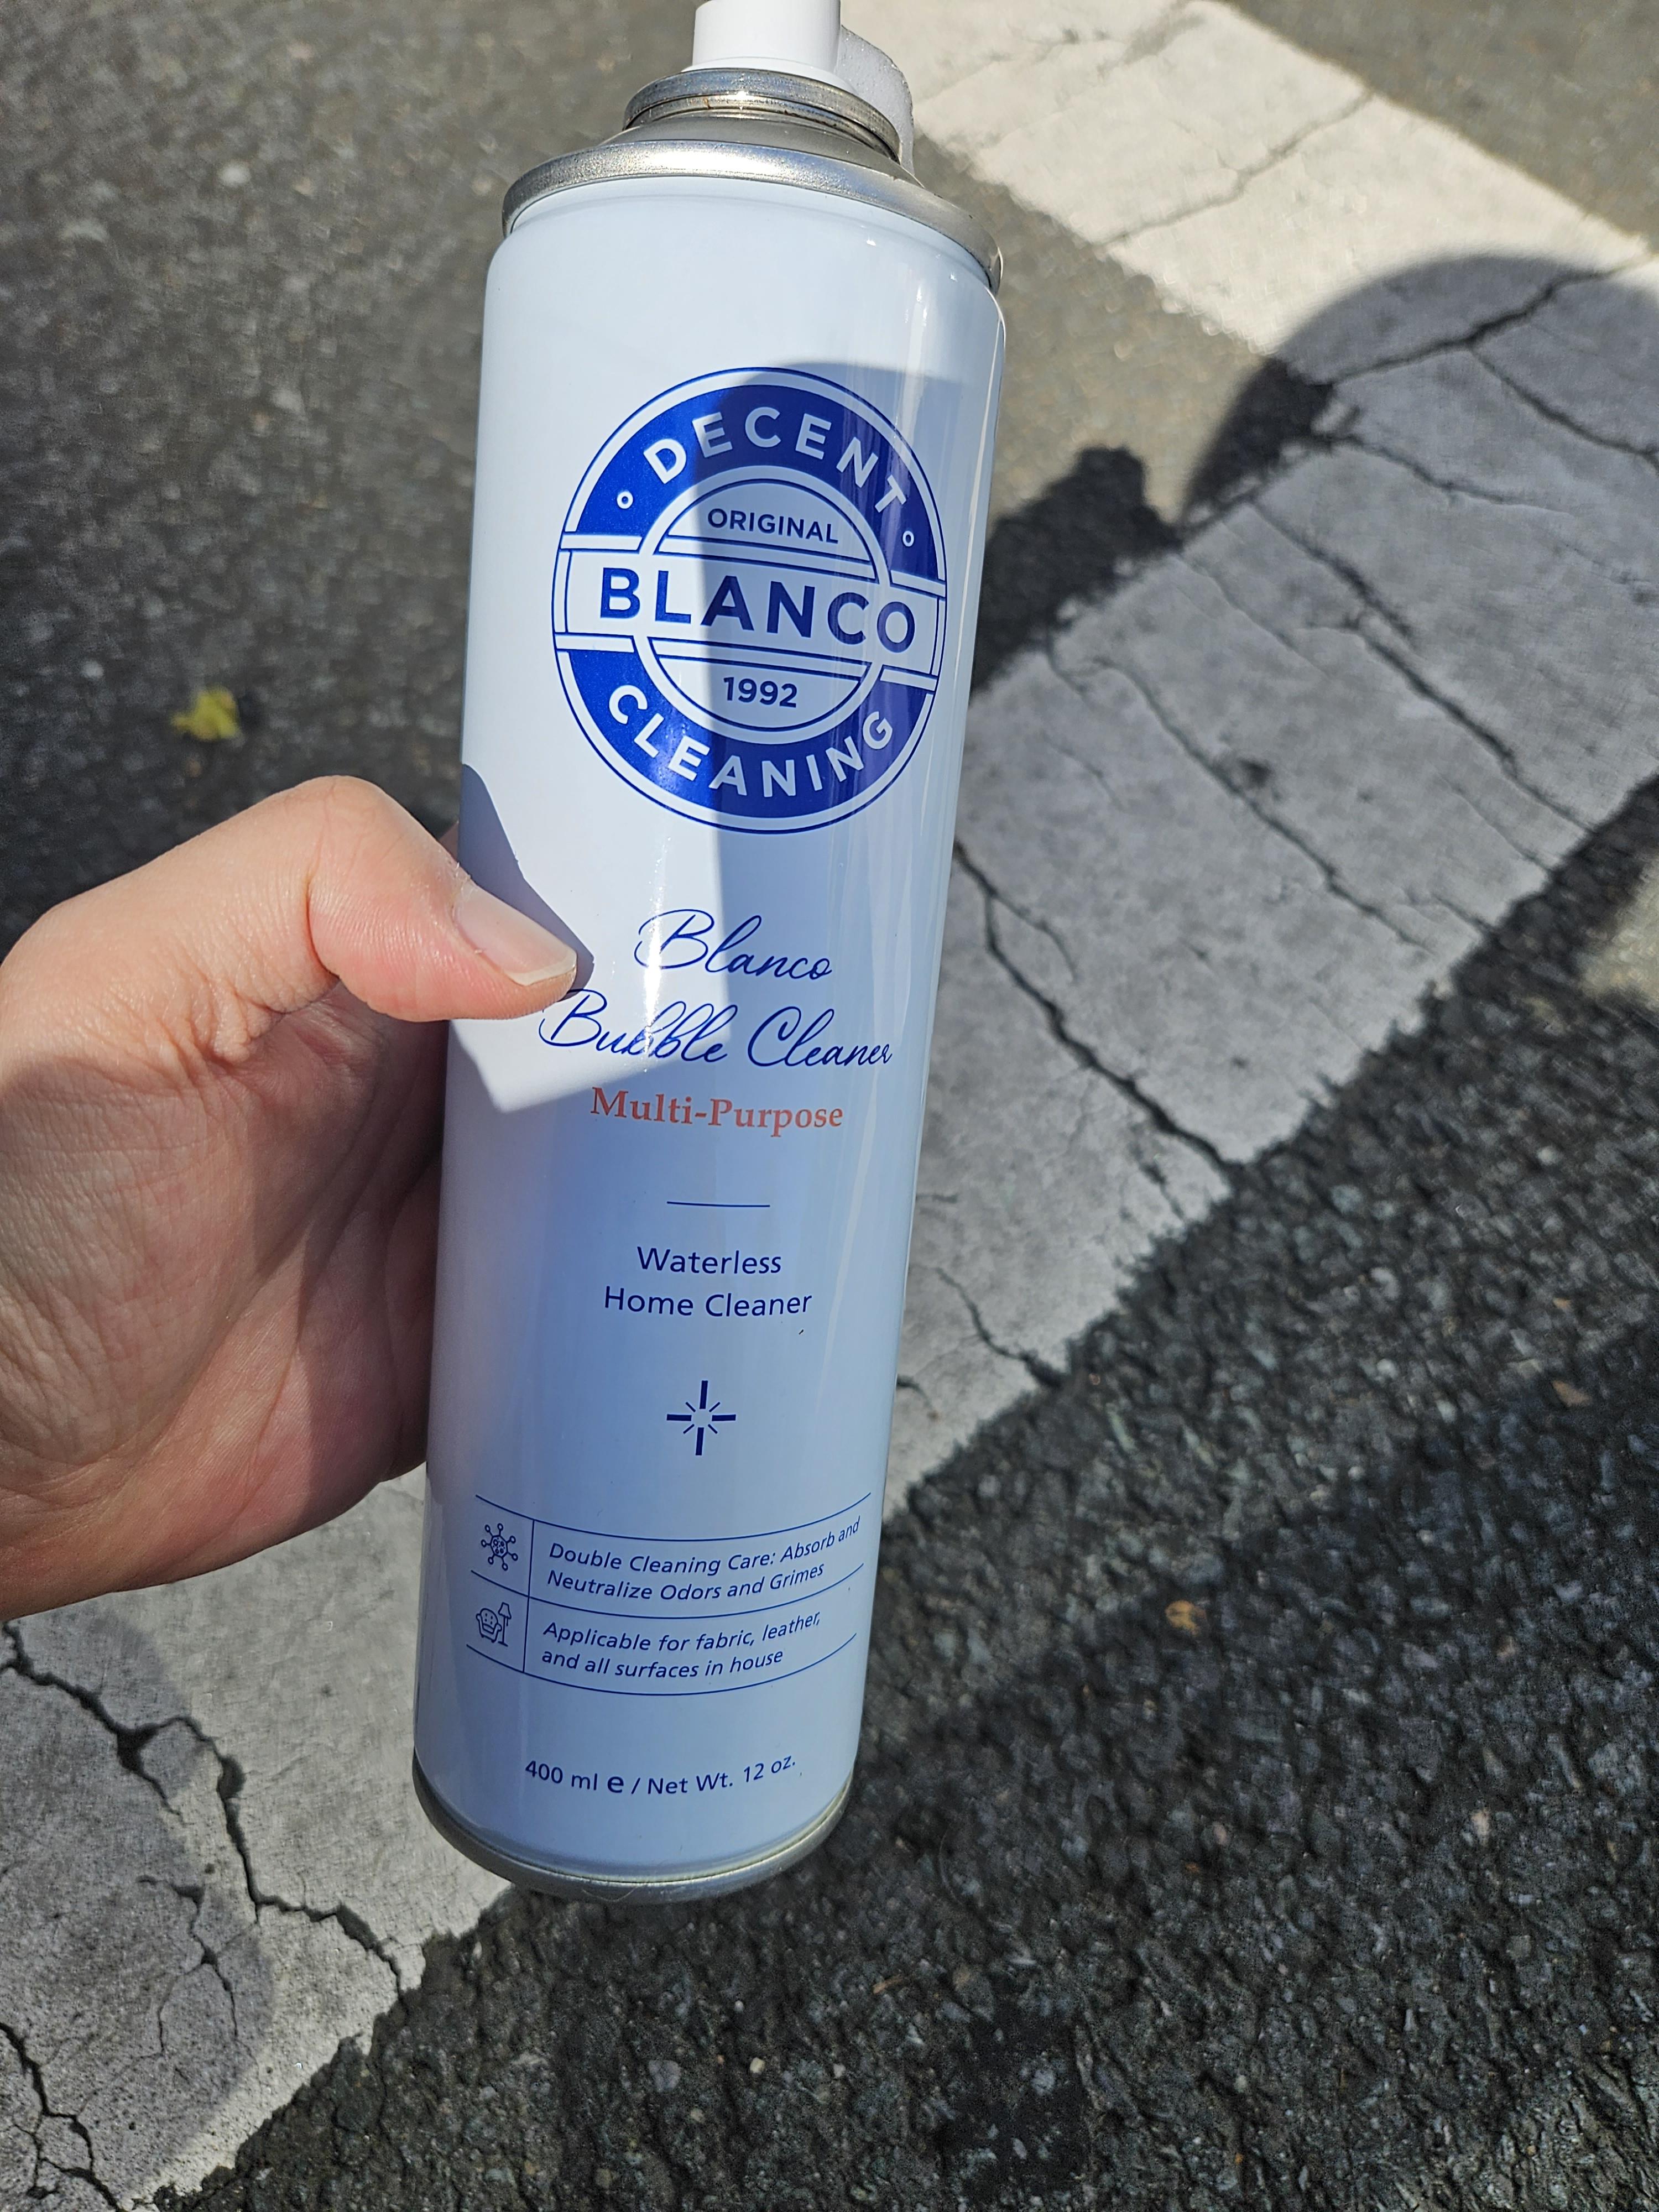 DECENT
ORIGINAL
BLANCO
1992
CLEANING
Blanco
Bubble Cleaner
Multi-Purpose
Waterless
Home Cleaner
Double Cleaning Care: Absorb and
Neutralize Odors and Grimes
Applicable for fabric, leather,
and all surfaces in house
400 ml e / Net Wt. 12 oz.